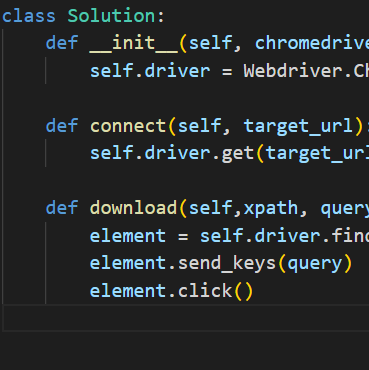 class Solution:
def __init__(self, chromedrive
self.driver = Webdriver.Ch
def connect(self, target_url):
self.driver.get(target_url
def download(self,xpath, query
element = self.driver.find
element.send_keys(query)
element.click()